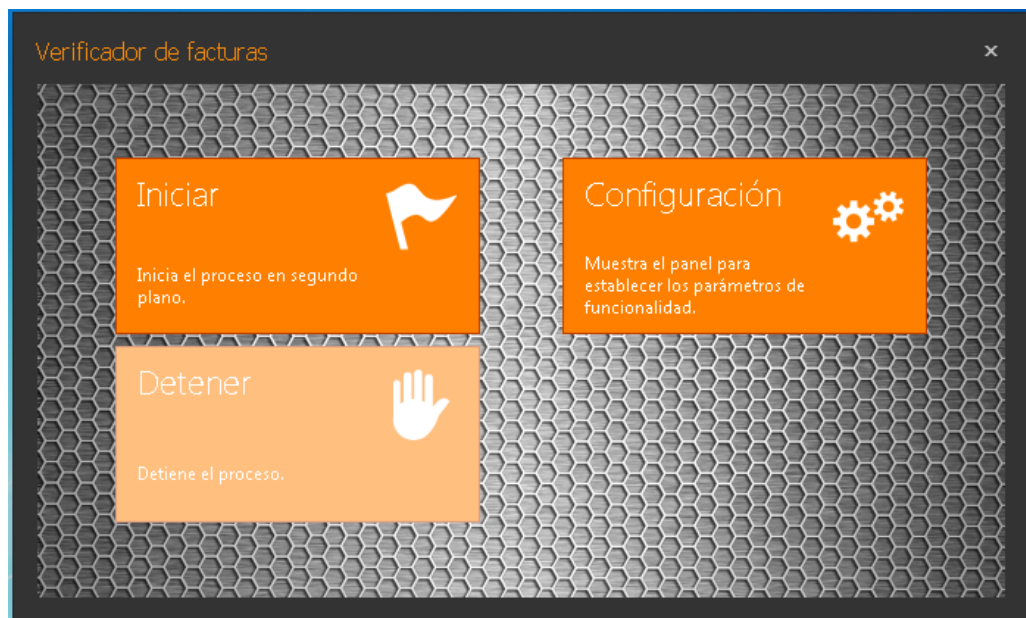 Verificador de facturas
Iniciar
Inicia el proceso en segundo
plano.
Configuración
Muestra el panel para
establecer los parámetros de
funcionalidad.
Detener
Detiene el proceso.